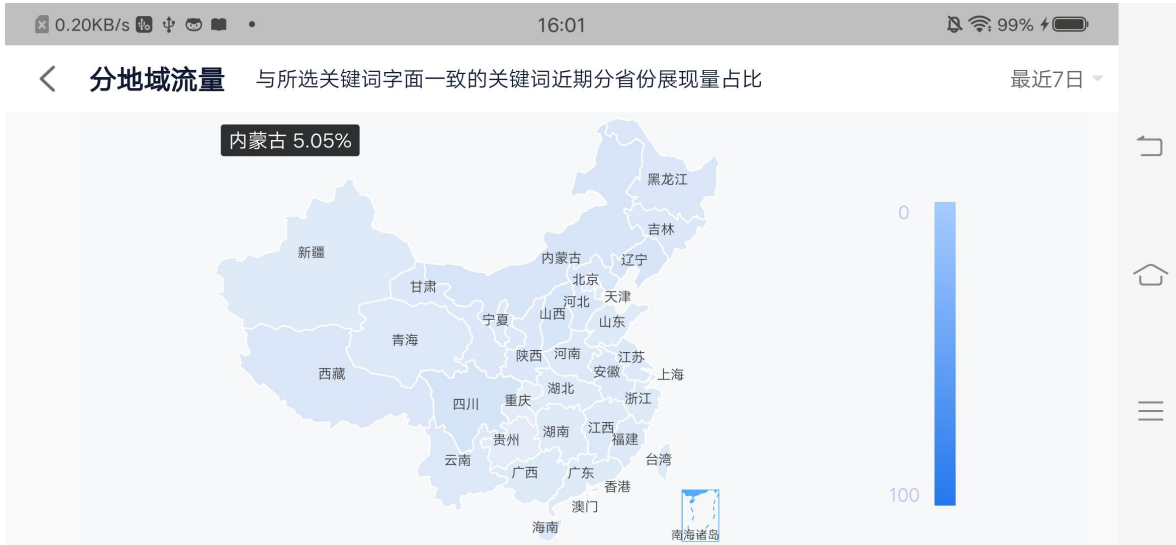 0.20KB/s
16:01
99%
分地域流量
与所选关键词字面一致的关键词近期分省份展现量占比
最近7日
内蒙古 5.05%
黑龙江
0
吉林
新疆
内蒙古
辽宁
北京
甘肃
天津
河北
山西
宁夏
山东
青海
陕西
河南
江苏
安徽
西藏
上海
湖北
浙江
重庆
四川
江西
湖南
贵州
福建
云南
台湾
广西
广东
香港
100
澳门
海南
南海诸岛